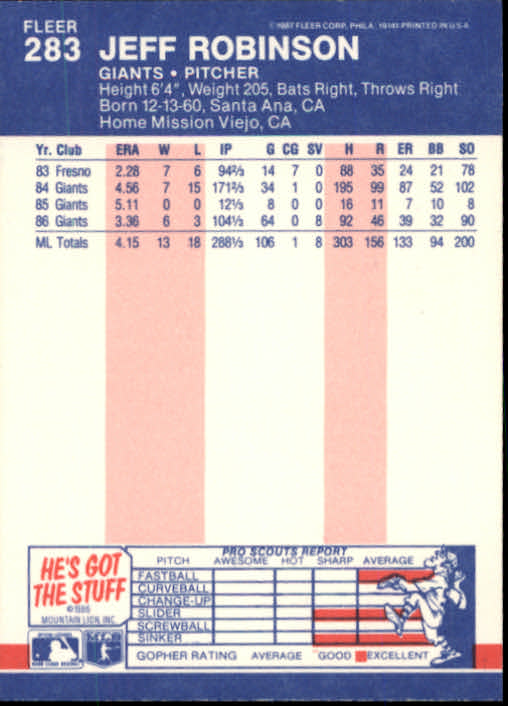 FLEER
283 JEFF ROBINSON
© 1987 FLEER CORP., PHILA. 19141 PRINTED IN U.S.A.
GIANTS • PITCHER
Height 6'4", Weight 205, Bats Right, Throws Right
Born 12-13-60, Santa Ana, CA
Home Mission Viejo, CA
Yr. Club ERA W L IP G CG SV H R ER BB SO
83 Fresno 2.28 7 6 94⅔ 14 7 0 88 35 24 21 78
84 Giants 4.56 7 15 171⅔ 34 1 0 195 99 87 52 102
85 Giants 5.11 0 0 12⅓ 8 0 0 16 11 7 10 8
86 Giants 3.36 6 3 104⅓ 64 0 8 92 46 39 32 90
ML Totals 4.15 13 18 288⅓ 106 1 8 303 156 133 94 200
HE'S GOT
THE STUFF
© 1986
MOUNTAIN LION, INC.
PRO SCOUTS REPORT
PITCH AWESOME HOT SHARP AVERAGE
FASTBALL
CURVEBALL
CHANGE-UP
SLIDER
SCREWBALL
SINKER
GOPHER RATING AVERAGE GOOD EXCELLENT